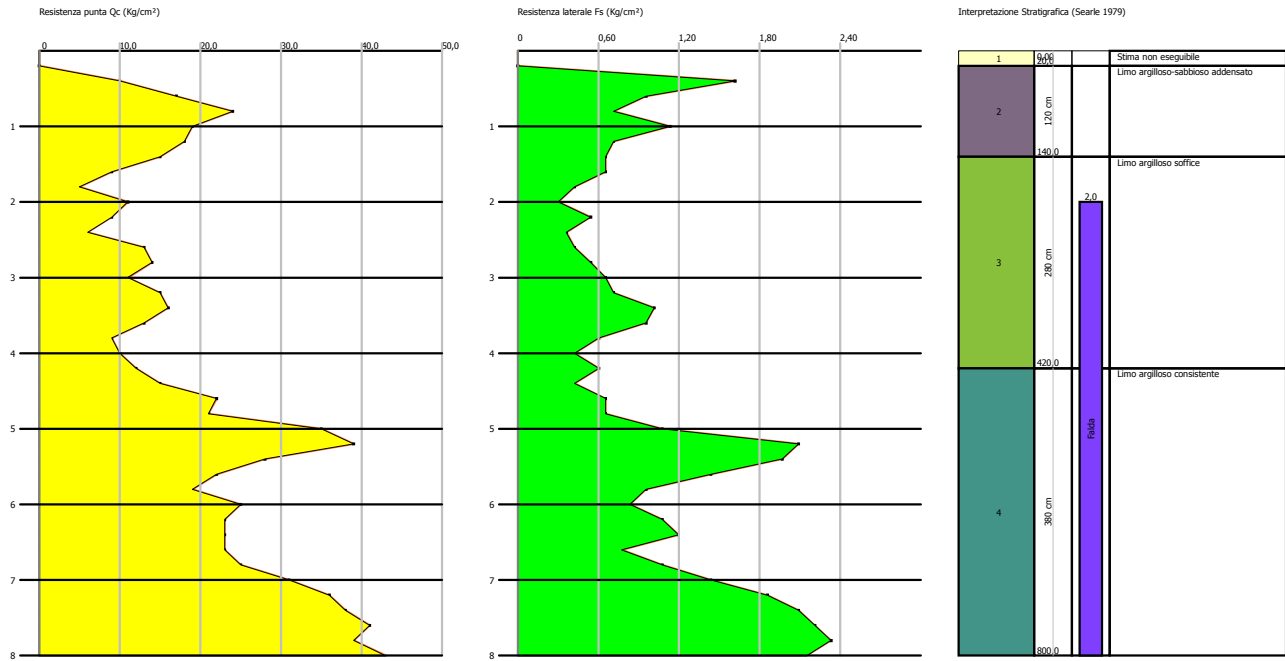 Resistenza punta Qc (Kg/cm²)
0 10,0 20,0 30,0 40,0 50,0
1
2
3
4
5
6
7
8
Resistenza laterale Fs (Kg/cm²)
0 0,60 1,20 1,80 2,40
1
2
3
4
5
6
7
8
Interpretazione Stratigrafica (Searle 1979)
1 0,00 Stima non eseguibile
20,0
2 120 cm Limo argilloso-sabbioso addensato
140,0
3 280 cm Limo argilloso soffice
2,0
420,0
4 380 cm Limo argilloso consistente
Falda
800,0